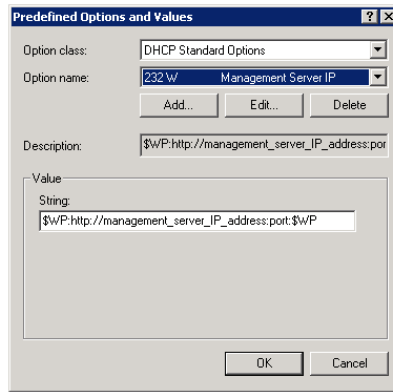 Predefined Options and Values
Option class: DHCP Standard Options
Option name: 232 W Management Server IP
Add... Edit... Delete
Description: $WP:http://management_server_IP_address:por
Value
String:
$WP:http://management_server_IP_address:port:$WP
OK Cancel